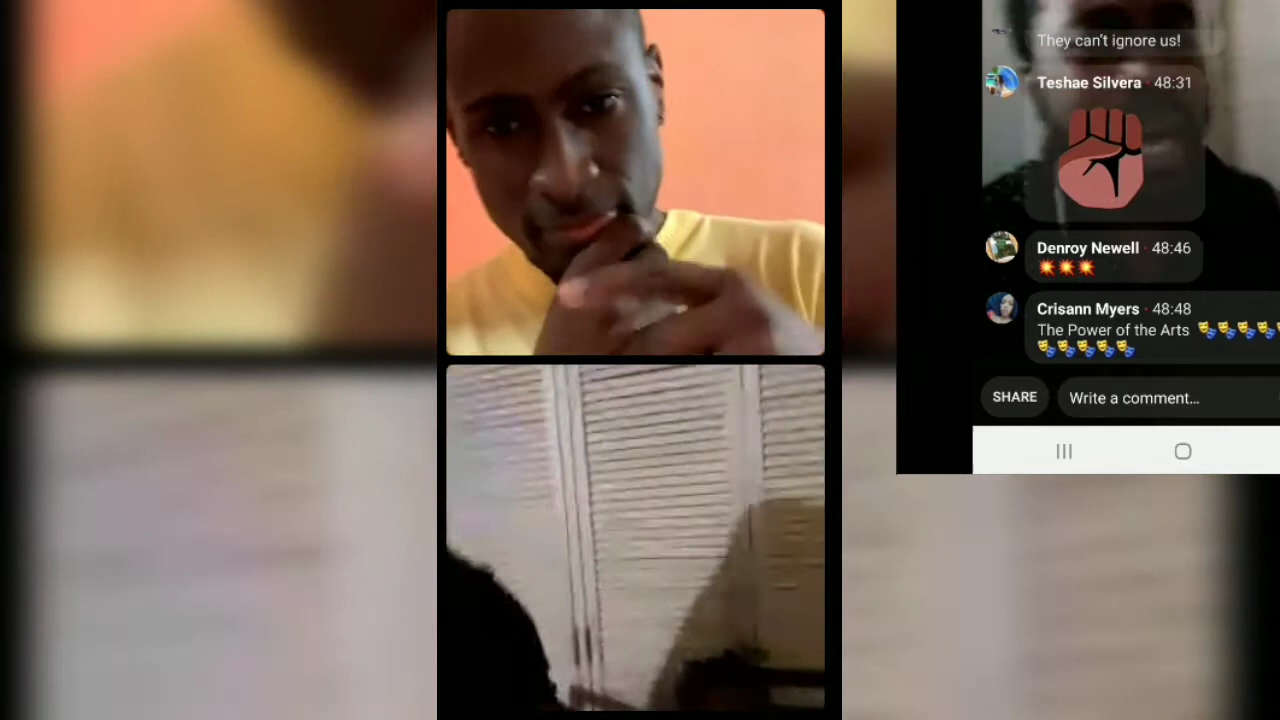 They can't ignore us!
Teshae Silvera · 48:31
Denroy Newell · 48:46
💥💥💥
Crisann Myers · 48:48
The Power of the Arts 🎭🎭🎭🎭
🎭🎭🎭🎭🎭
SHARE
Write a comment...